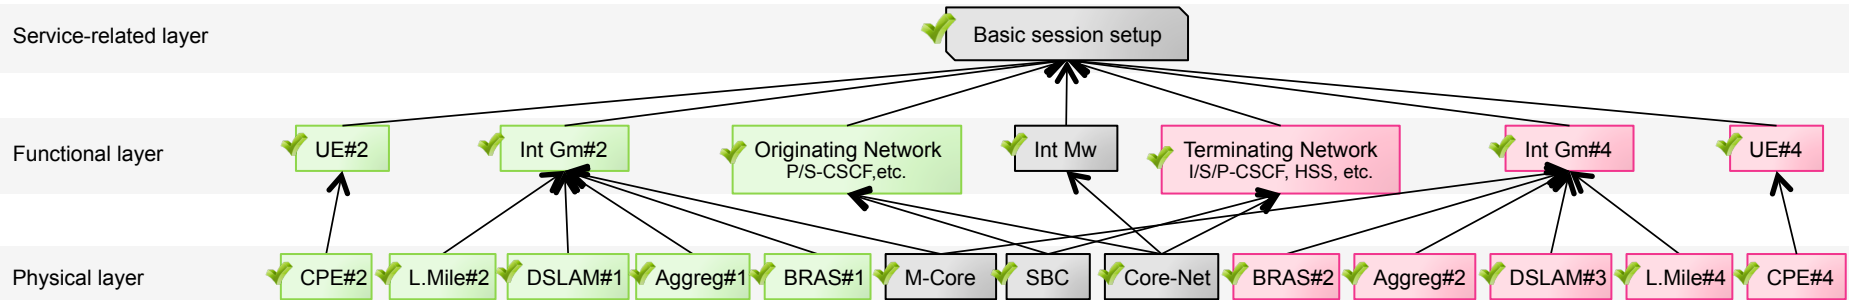 Service-related layer
Basic session setup
Functional layer
UE#2
Int Gm#2
Originating Network
P/S-CSCF,etc.
Int Mw
Terminating Network
I/S/P-CSCF, HSS, etc.
Int Gm#4
UE#4
Physical layer
CPE#2
L.Mile#2
DSLAM#1
Aggreg#1
BRAS#1
M-Core
SBC
Core-Net
BRAS#2
Aggreg#2
DSLAM#3
L.Mile#4
CPE#4